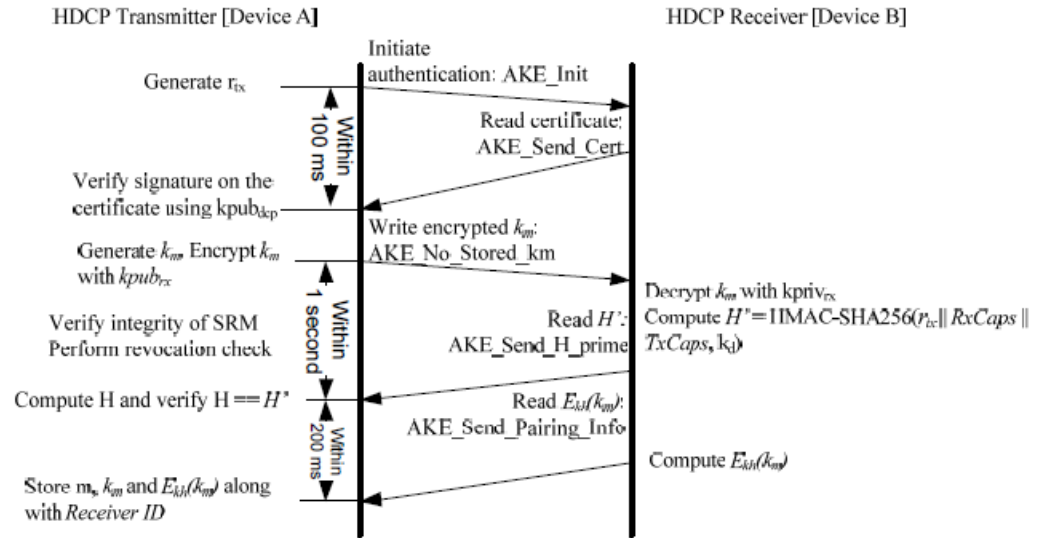 HDCP Transmitter [Device A]
HDCP Receiver [Device B]
Initiate
authentication: AKE_Init
Generate rtx
Within
100 ms
Read certificate:
AKE_Send_Cert
Verify signature on the
certificate using kpubdcp
Write encrypted km:
AKE_No_Stored_km
Generate km, Encrypt km
with kpubrx
Within
1 second
Decrypt km with kprivrx
Compute H'=HMAC-SHA256(rtx || RxCaps ||
TxCaps, kd)
Verify integrity of SRM
Perform revocation check
Read H':
AKE_Send_H_prime
Compute H and verify H == H'
Within
200 ms
Read Ekh(km):
AKE_Send_Pairing_Info
Compute Ekh(km)
Store m, km and Ekh(km) along
with Receiver ID